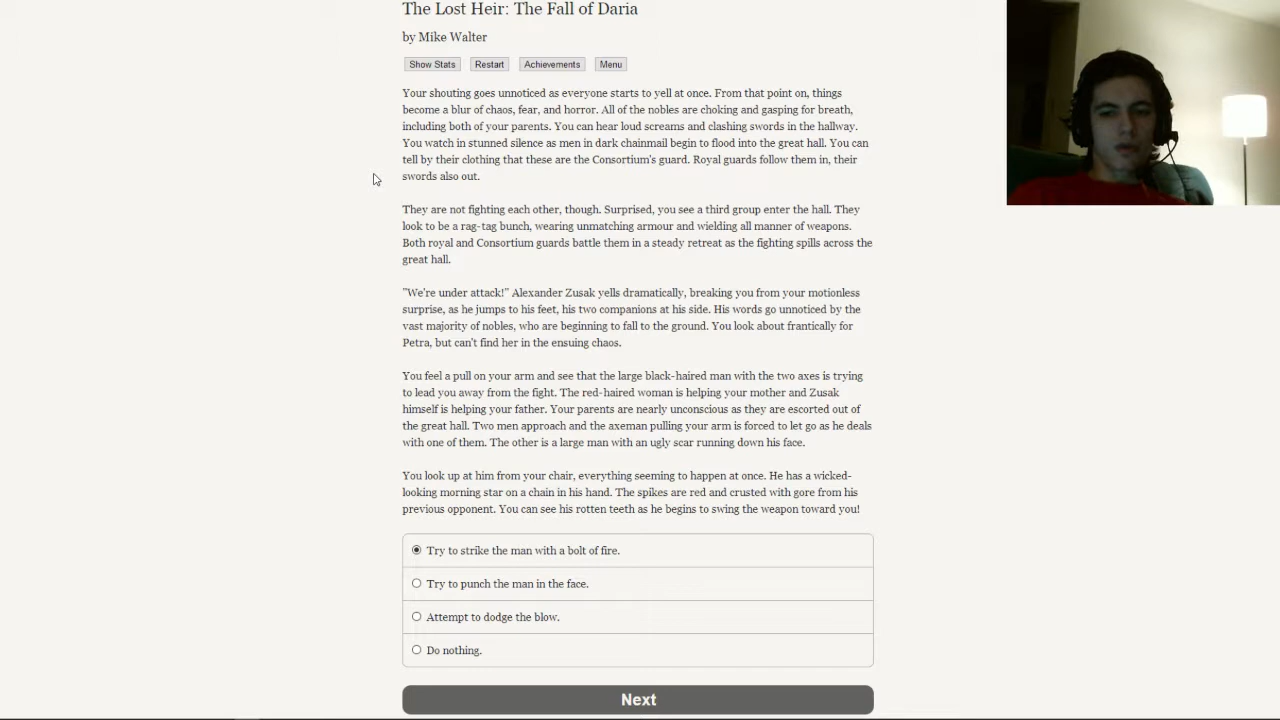 The Lost Heir: The Fall of Daria
by Mike Walter
Show Stats Restart Achievements Menu
Your shouting goes unnoticed as everyone starts to yell at once. From that point on, things
become a blur of chaos, fear, and horror. All of the nobles are choking and gasping for breath,
including both of your parents. You can hear loud screams and clashing swords in the hallway.
You watch in stunned silence as men in dark chainmail begin to flood into the great hall. You can
tell by their clothing that these are the Consortium's guard. Royal guards follow them in, their
swords also out.
They are not fighting each other, though. Surprised, you see a third group enter the hall. They
look to be a rag-tag bunch, wearing unmatching armour and wielding all manner of weapons.
Both royal and Consortium guards battle them in a steady retreat as the fighting spills across the
great hall.
"We're under attack!" Alexander Zusak yells dramatically, breaking you from your motionless
surprise, as he jumps to his feet, his two companions at his side. His words go unnoticed by the
vast majority of nobles, who are beginning to fall to the ground. You look about frantically for
Petra, but can't find her in the ensuing chaos.
You feel a pull on your arm and see that the large black-haired man with the two axes is trying
to lead you away from the fight. The red-haired woman is helping your mother and Zusak
himself is helping your father. Your parents are nearly unconscious as they are escorted out of
the great hall. Two men approach and the axeman pulling your arm is forced to let go as he deals
with one of them. The other is a large man with an ugly scar running down his face.
You look up at him from your chair, everything seeming to happen at once. He has a wicked-
looking morning star on a chain in his hand. The spikes are red and crusted with gore from his
previous opponent. You can see his rotten teeth as he begins to swing the weapon toward you!
Try to strike the man with a bolt of fire.
Try to punch the man in the face.
Attempt to dodge the blow.
Do nothing.
Next